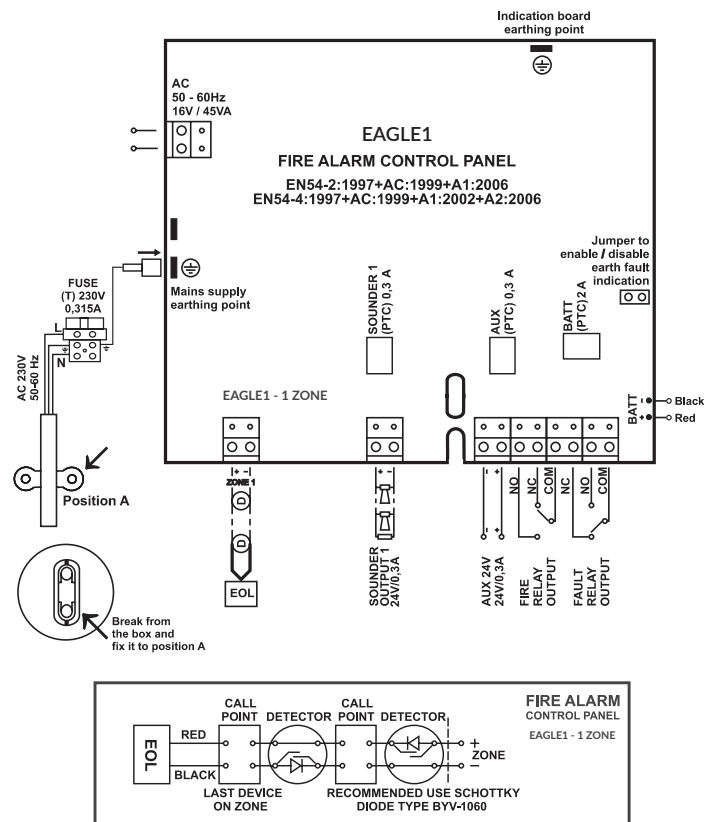 Indication board
earthing point
AC
50 - 60Hz
16V / 45VA
EAGLE1
FIRE ALARM CONTROL PANEL
EN54-2:1997+AC:1999+A1:2006
EN54-4:1997+AC:1999+A1:2002+A2:2006
Jumper to
enable / disable
earth fault
indication
Mains supply
earthing point
FUSE
(T) 230V
0,315A
L
N
AC 230V
50-60 Hz
SOUNDER 1
(PTC) 0,3 A
AUX
(PTC) 0,3 A
BATT
(PTC) 2 A
EAGLE1 - 1 ZONE
BATT
- Black
+ Red
Position A
+ -
ZONE 1
D
D
EOL
+ -
SOUNDER
OUTPUT 1
24V/0,3A
- +
- +
AUX 24V
24V/0,3A
NO
NC
COM
FIRE
RELAY
OUTPUT
NC
NO
COM
FAULT
RELAY
OUTPUT
Break from
the box and
fix it to position A
FIRE ALARM
CONTROL PANEL
EAGLE1 - 1 ZONE
CALL
POINT
DETECTOR
CALL
POINT
DETECTOR
EOL
RED
BLACK
+
ZONE
-
LAST DEVICE
ON ZONE
RECOMMENDED USE SCHOTTKY
DIODE TYPE BYV-1060